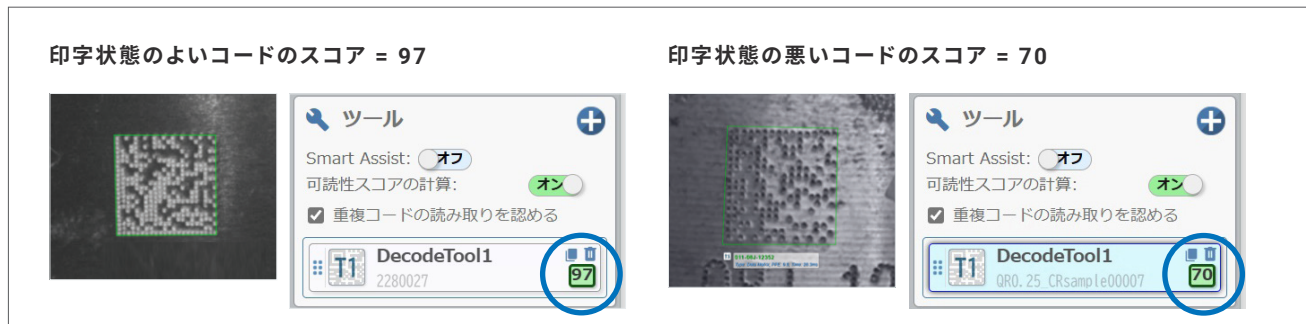 印字状態のよいコードのスコア = 97
ツール
Smart Assist: オフ
可読性スコアの計算: オン
重複コードの読み取りを認める
T1 DecodeTool1
2280027
97
印字状態の悪いコードのスコア = 70
ツール
Smart Assist: オフ
可読性スコアの計算: オン
重複コードの読み取りを認める
T1 DecodeTool1
QR0.25_CRsample00007
70